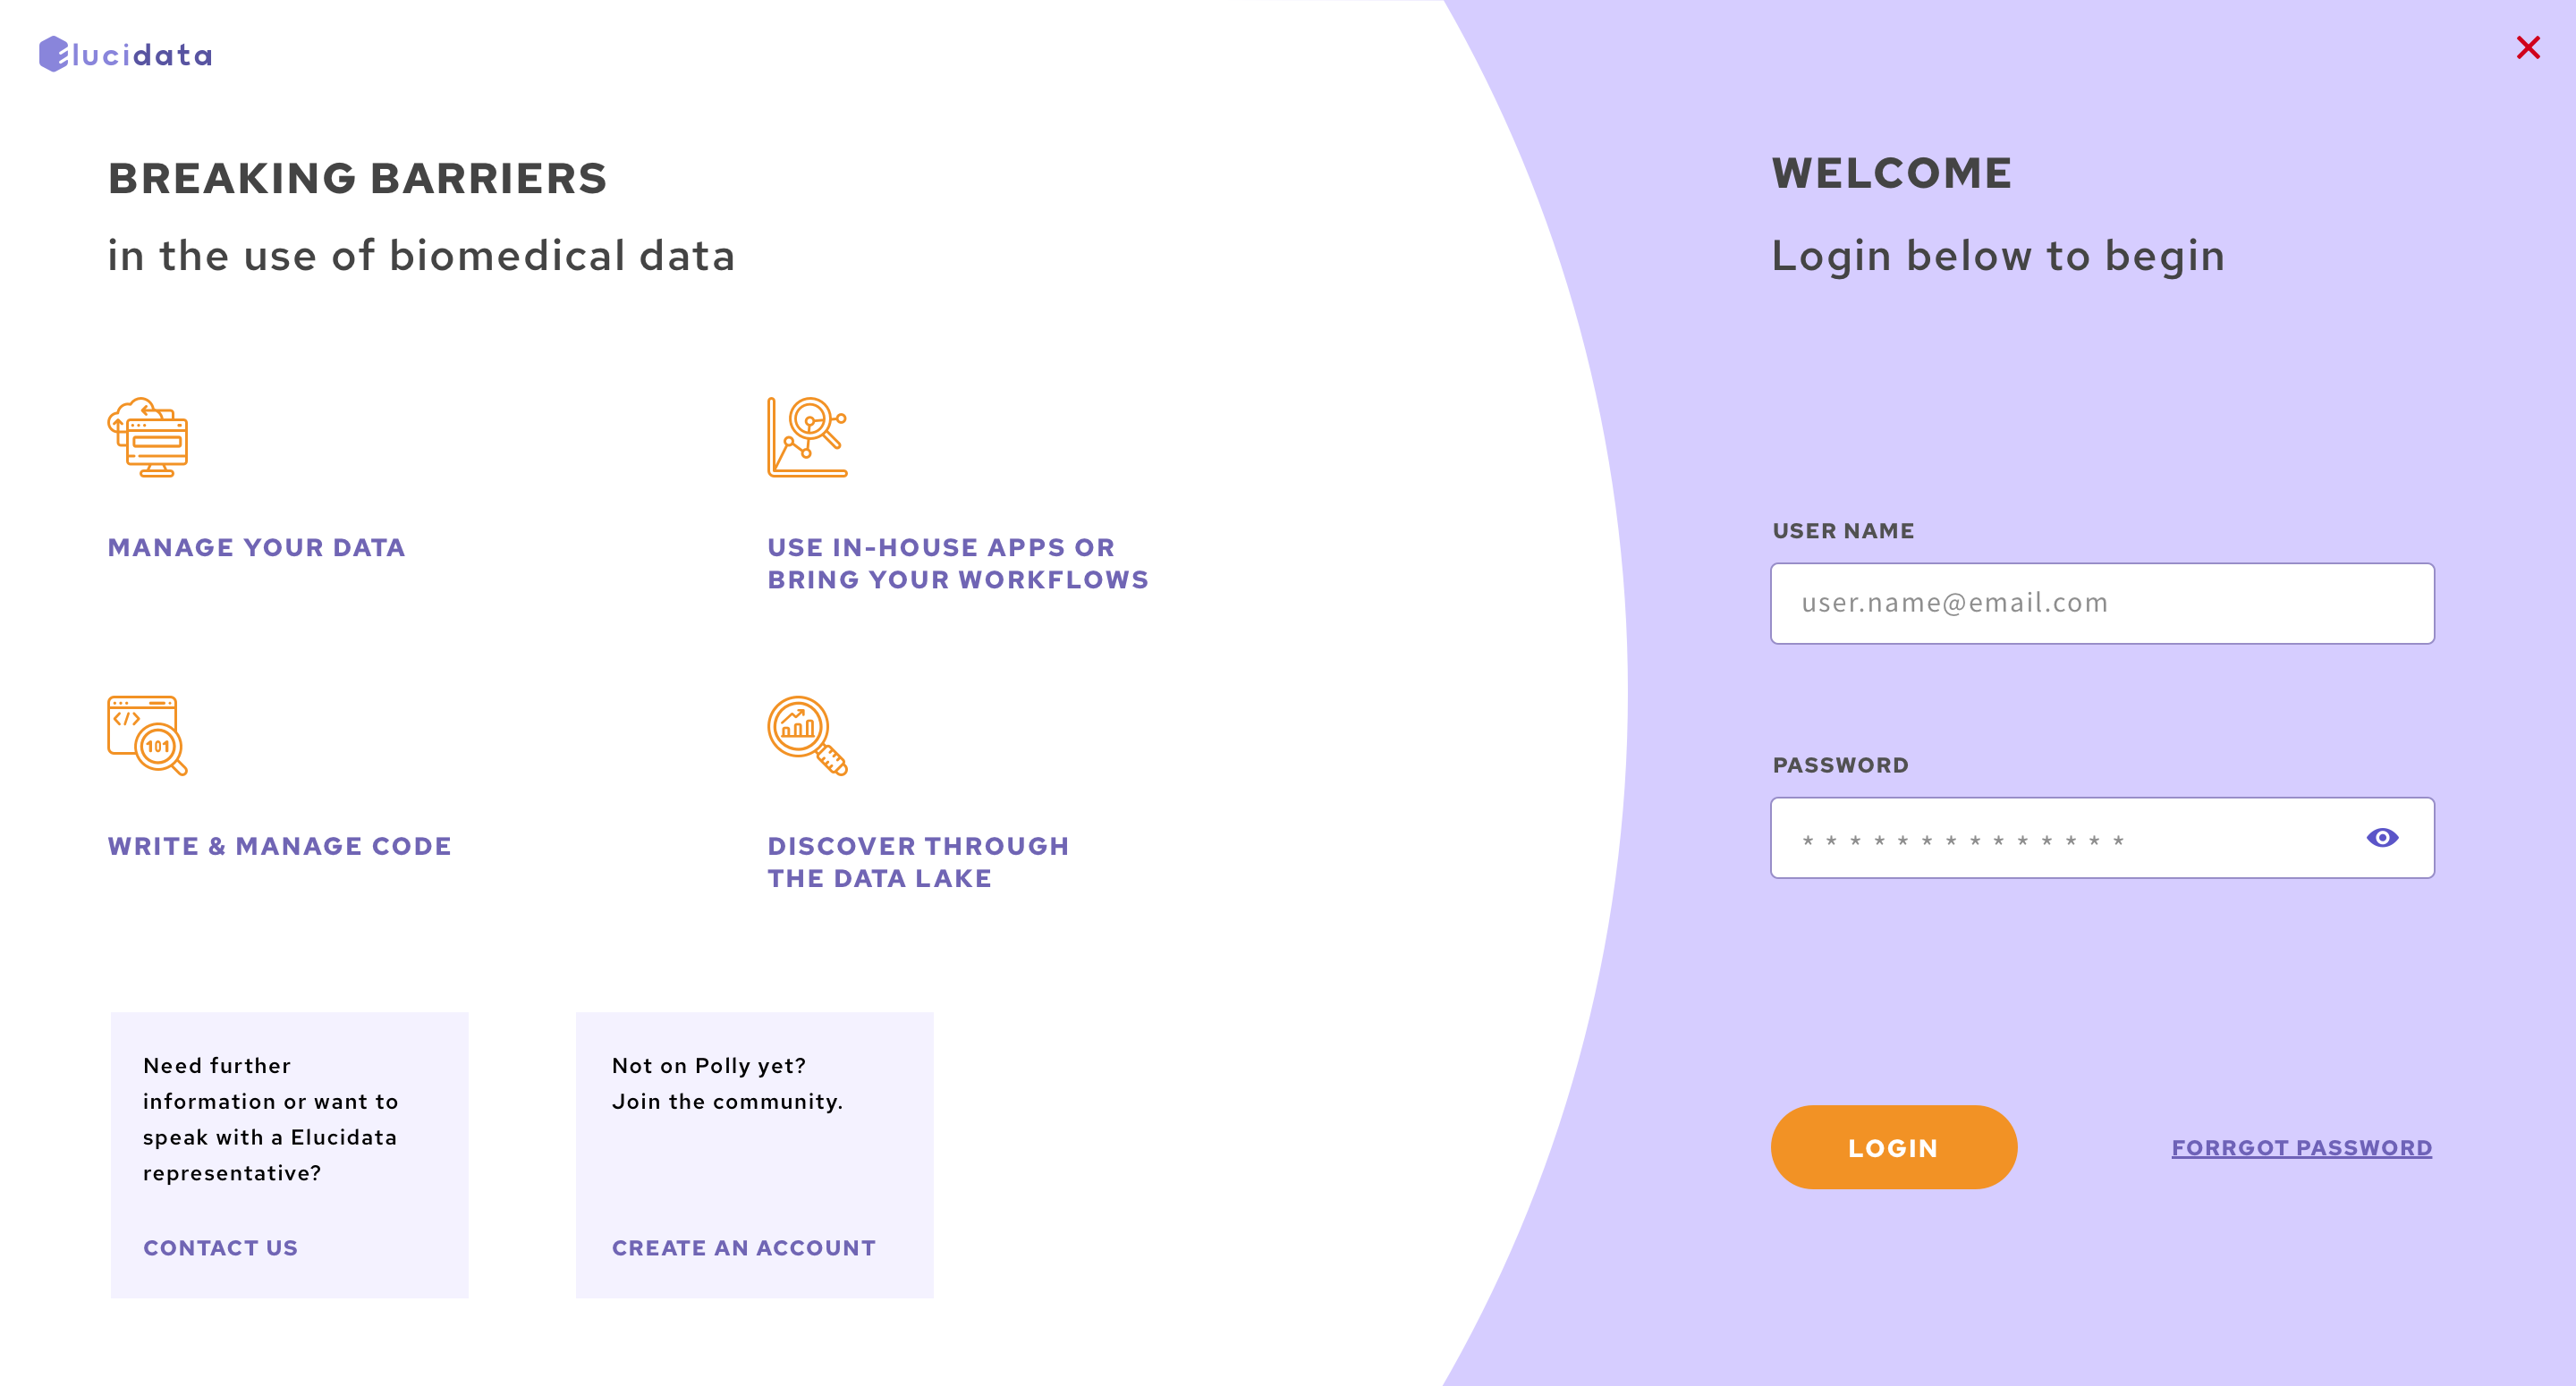 Elucidata
BREAKING BARRIERS
in the use of biomedical data
MANAGE YOUR DATA
USE IN-HOUSE APPS OR
BRING YOUR WORKFLOWS
</>
101
WRITE & MANAGE CODE
DISCOVER THROUGH
THE DATA LAKE
Need further
information or want to
speak with a Elucidata
representative?
CONTACT US
Not on Polly yet?
Join the community.
CREATE AN ACCOUNT
WELCOME
Login below to begin
USER NAME
user.name@email.com
PASSWORD
* * * * * * * * * * * * * *
LOGIN
FORRGOT PASSWORD